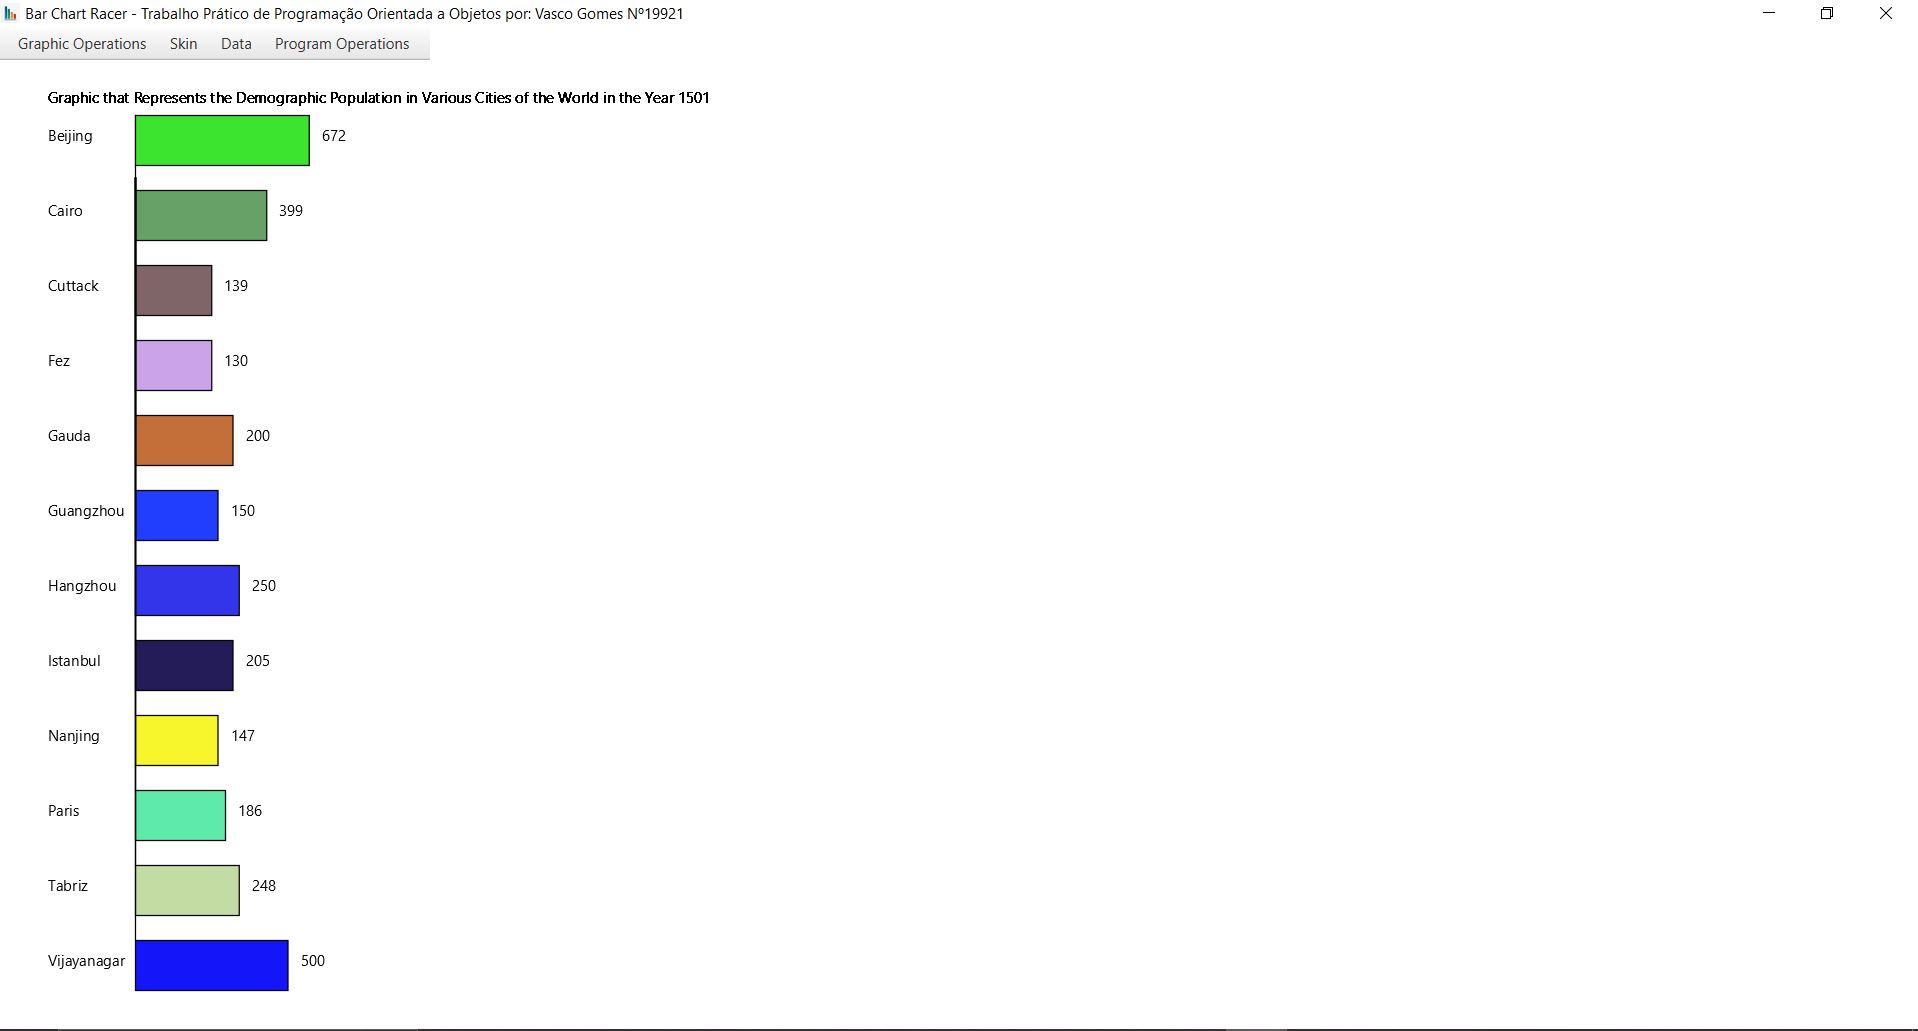 Bar Chart Racer - Trabalho Prático de Programação Orientada a Objetos por: Vasco Gomes Nº19921
Graphic Operations Skin Data Program Operations
Graphic that Represents the Demographic Population in Various Cities of the World in the Year 1501
Beijing 672
Cairo 399
Cuttack 139
Fez 130
Gauda 200
Guangzhou 150
Hangzhou 250
Istanbul 205
Nanjing 147
Paris 186
Tabriz 248
Vijayanagar 500